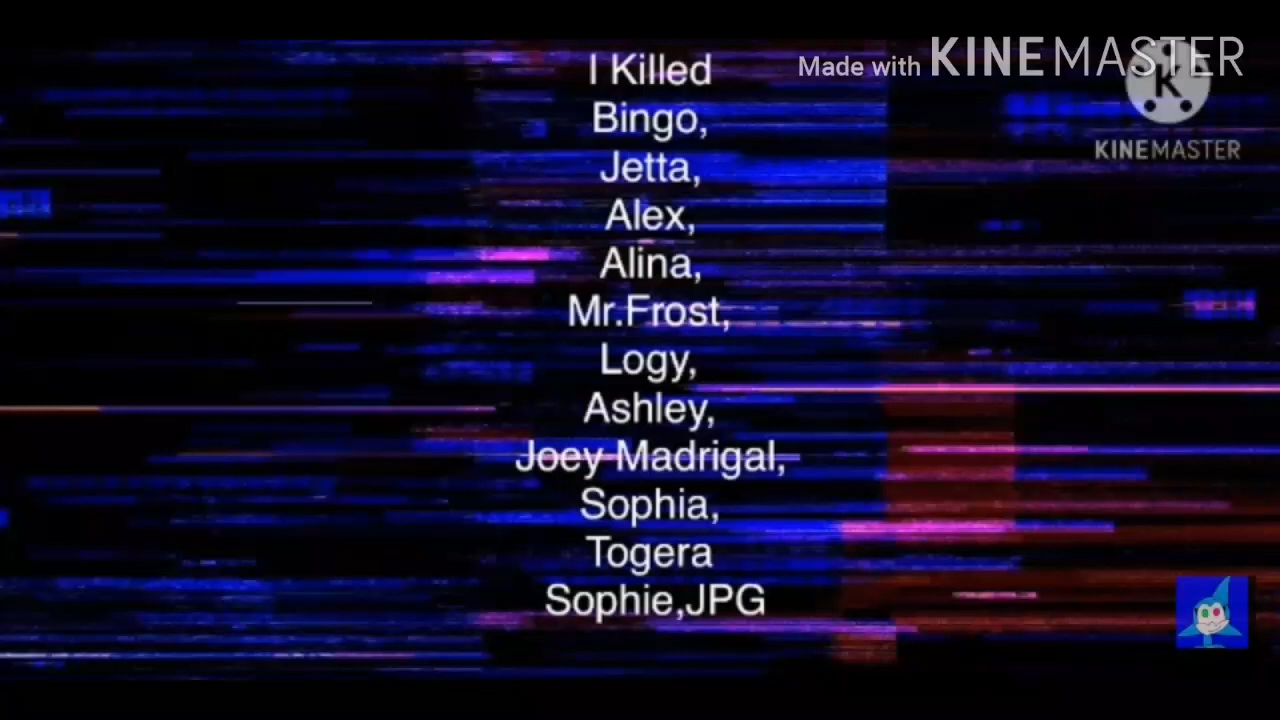 Made with KINEMASTER
K
KINEMASTER
I Killed
Bingo,
Jetta,
Alex,
Alina,
Mr.Frost,
Logy,
Ashley,
Joey Madrigal,
Sophia,
Togera
Sophie,JPG